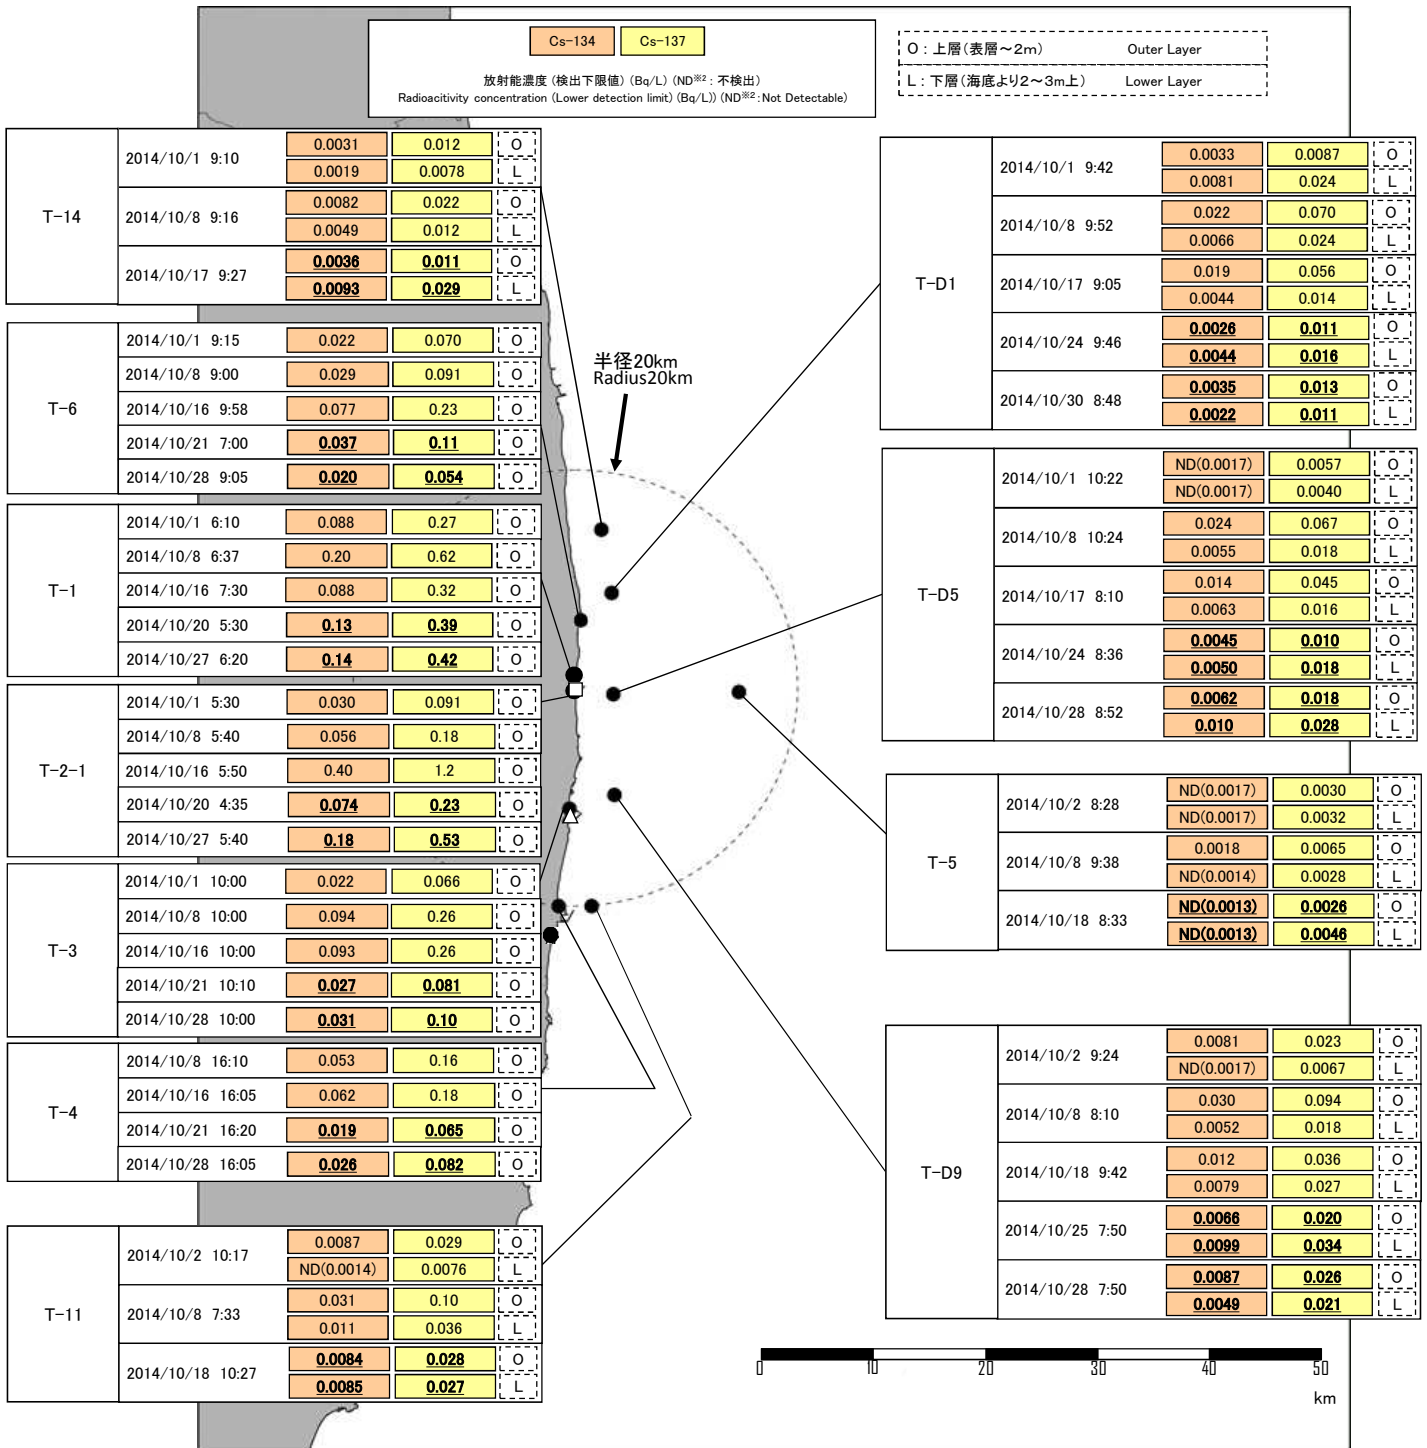 Cs-134 Cs-137
放射能濃度 (検出下限値) (Bq/L) (ND※2 : 不検出)
Radioacitivity concentration (Lower detection limit) (Bq/L)) (ND※2 : Not Detectable)
O : 上層(表層～2m) Outer Layer
L : 下層(海底より2～3m上) Lower Layer
T-14
2014/10/1 9:10
0.0031 0.012 O
0.0019 0.0078 L
2014/10/8 9:16
0.0082 0.022 O
0.0049 0.012 L
2014/10/17 9:27
0.0036 0.011 O
0.0093 0.029 L
T-6
2014/10/1 9:15 0.022 0.070 O
2014/10/8 9:00 0.029 0.091 O
2014/10/16 9:58 0.077 0.23 O
2014/10/21 7:00 0.037 0.11 O
2014/10/28 9:05 0.020 0.054 O
T-1
2014/10/1 6:10 0.088 0.27 O
2014/10/8 6:37 0.20 0.62 O
2014/10/16 7:30 0.088 0.32 O
2014/10/20 5:30 0.13 0.39 O
2014/10/27 6:20 0.14 0.42 O
T-2-1
2014/10/1 5:30 0.030 0.091 O
2014/10/8 5:40 0.056 0.18 O
2014/10/16 5:50 0.40 1.2 O
2014/10/20 4:35 0.074 0.23 O
2014/10/27 5:40 0.18 0.53 O
T-3
2014/10/1 10:00 0.022 0.066 O
2014/10/8 10:00 0.094 0.26 O
2014/10/16 10:00 0.093 0.26 O
2014/10/21 10:10 0.027 0.081 O
2014/10/28 10:00 0.031 0.10 O
T-4
2014/10/8 16:10 0.053 0.16 O
2014/10/16 16:05 0.062 0.18 O
2014/10/21 16:20 0.019 0.065 O
2014/10/28 16:05 0.026 0.082 O
T-11
2014/10/2 10:17
0.0087 0.029 O
ND(0.0014) 0.0076 L
2014/10/8 7:33
0.031 0.10 O
0.011 0.036 L
2014/10/18 10:27
0.0084 0.028 O
0.0085 0.027 L
半径20km
Radius20km
T-D1
2014/10/1 9:42
0.0033 0.0087 O
0.0081 0.024 L
2014/10/8 9:52
0.022 0.070 O
0.0066 0.024 L
2014/10/17 9:05
0.019 0.056 O
0.0044 0.014 L
2014/10/24 9:46
0.0026 0.011 O
0.0044 0.016 L
2014/10/30 8:48
0.0035 0.013 O
0.0022 0.011 L
T-D5
2014/10/1 10:22
ND(0.0017) 0.0057 O
ND(0.0017) 0.0040 L
2014/10/8 10:24
0.024 0.067 O
0.0055 0.018 L
2014/10/17 8:10
0.014 0.045 O
0.0063 0.016 L
2014/10/24 8:36
0.0045 0.010 O
0.0050 0.018 L
2014/10/28 8:52
0.0062 0.018 O
0.010 0.028 L
T-5
2014/10/2 8:28
ND(0.0017) 0.0030 O
ND(0.0017) 0.0032 L
2014/10/8 9:38
0.0018 0.0065 O
ND(0.0014) 0.0028 L
2014/10/18 8:33
ND(0.0013) 0.0026 O
ND(0.0013) 0.0046 L
T-D9
2014/10/2 9:24
0.0081 0.023 O
ND(0.0017) 0.0067 L
2014/10/8 8:10
0.030 0.094 O
0.0052 0.018 L
2014/10/18 9:42
0.012 0.036 O
0.0079 0.027 L
2014/10/25 7:50
0.0066 0.020 O
0.0099 0.034 L
2014/10/28 7:50
0.0087 0.026 O
0.0049 0.021 L
0 10 20 30 40 50
km